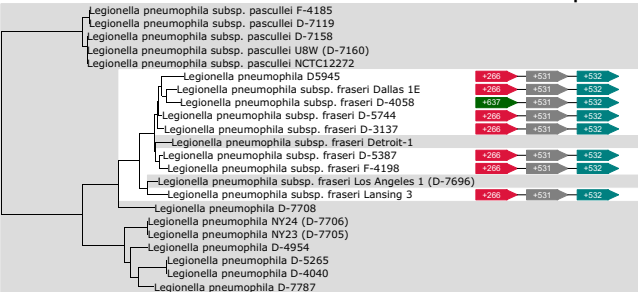 Legionella pneumophila subsp. pascullei F-4185
Legionella pneumophila subsp. pascullei D-7119
Legionella pneumophila subsp. pascullei D-7158
Legionella pneumophila subsp. pascullei U8W (D-7160)
Legionella pneumophila subsp. pascullei NCTC12272
Legionella pneumophila D5945 +266 +531 +532
Legionella pneumophila subsp. fraseri Dallas 1E +266 +531 +532
Legionella pneumophila subsp. fraseri D-4058 +637 +531 +532
Legionella pneumophila subsp. fraseri D-5744 +266 +531 +532
Legionella pneumophila subsp. fraseri D-3137 +266 +531 +532
Legionella pneumophila subsp. fraseri Detroit-1
Legionella pneumophila subsp. fraseri D-5387 +266 +531 +532
Legionella pneumophila subsp. fraseri F-4198 +266 +531 +532
Legionella pneumophila subsp. fraseri Los Angeles 1 (D-7696)
Legionella pneumophila subsp. fraseri Lansing 3 +266 +531 +532
Legionella pneumophila D-7708
Legionella pneumophila NY24 (D-7706)
Legionella pneumophila NY23 (D-7705)
Legionella pneumophila D-4954
Legionella pneumophila D-5265
Legionella pneumophila D-4040
Legionella pneumophila D-7787